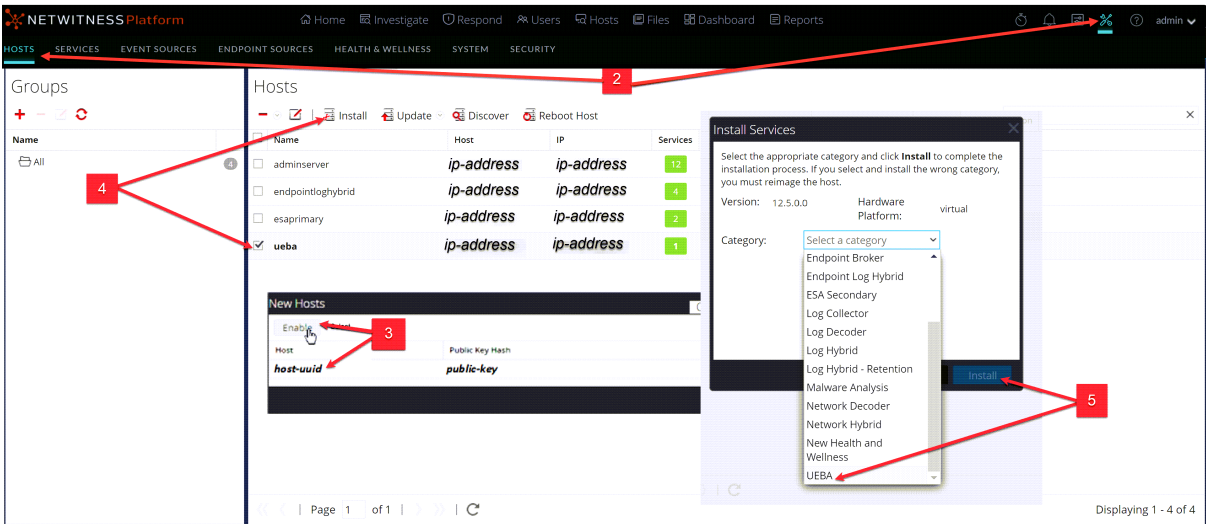 NETWITNESS Platform
Home Investigate Respond Users Hosts Files Dashboard Reports admin
HOSTS SERVICES EVENT SOURCES ENDPOINT SOURCES HEALTH & WELLNESS SYSTEM SECURITY
2
Groups
Name
All 4
Hosts
Install Update Discover Reboot Host
Name Host IP Services
adminserver ip-address ip-address 12
endpointloghybrid ip-address ip-address 4
esaprimary ip-address ip-address 2
ueba ip-address ip-address 1
4
New Hosts
Enable
3
Host Public Key Hash
host-uuid public-key
Install Services
Select the appropriate category and click Install to complete the
installation process. If you select and install the wrong category,
you must reimage the host.
Version: 12.5.0.0 Hardware
Platform: virtual
Category: Select a category
Endpoint Broker
Endpoint Log Hybrid
ESA Secondary
Log Collector
Log Decoder
Log Hybrid
Log Hybrid - Retention
Malware Analysis
Network Decoder
Network Hybrid
New Health and
Wellness
UEBA
Install
5
Page 1 of 1
Displaying 1 - 4 of 4